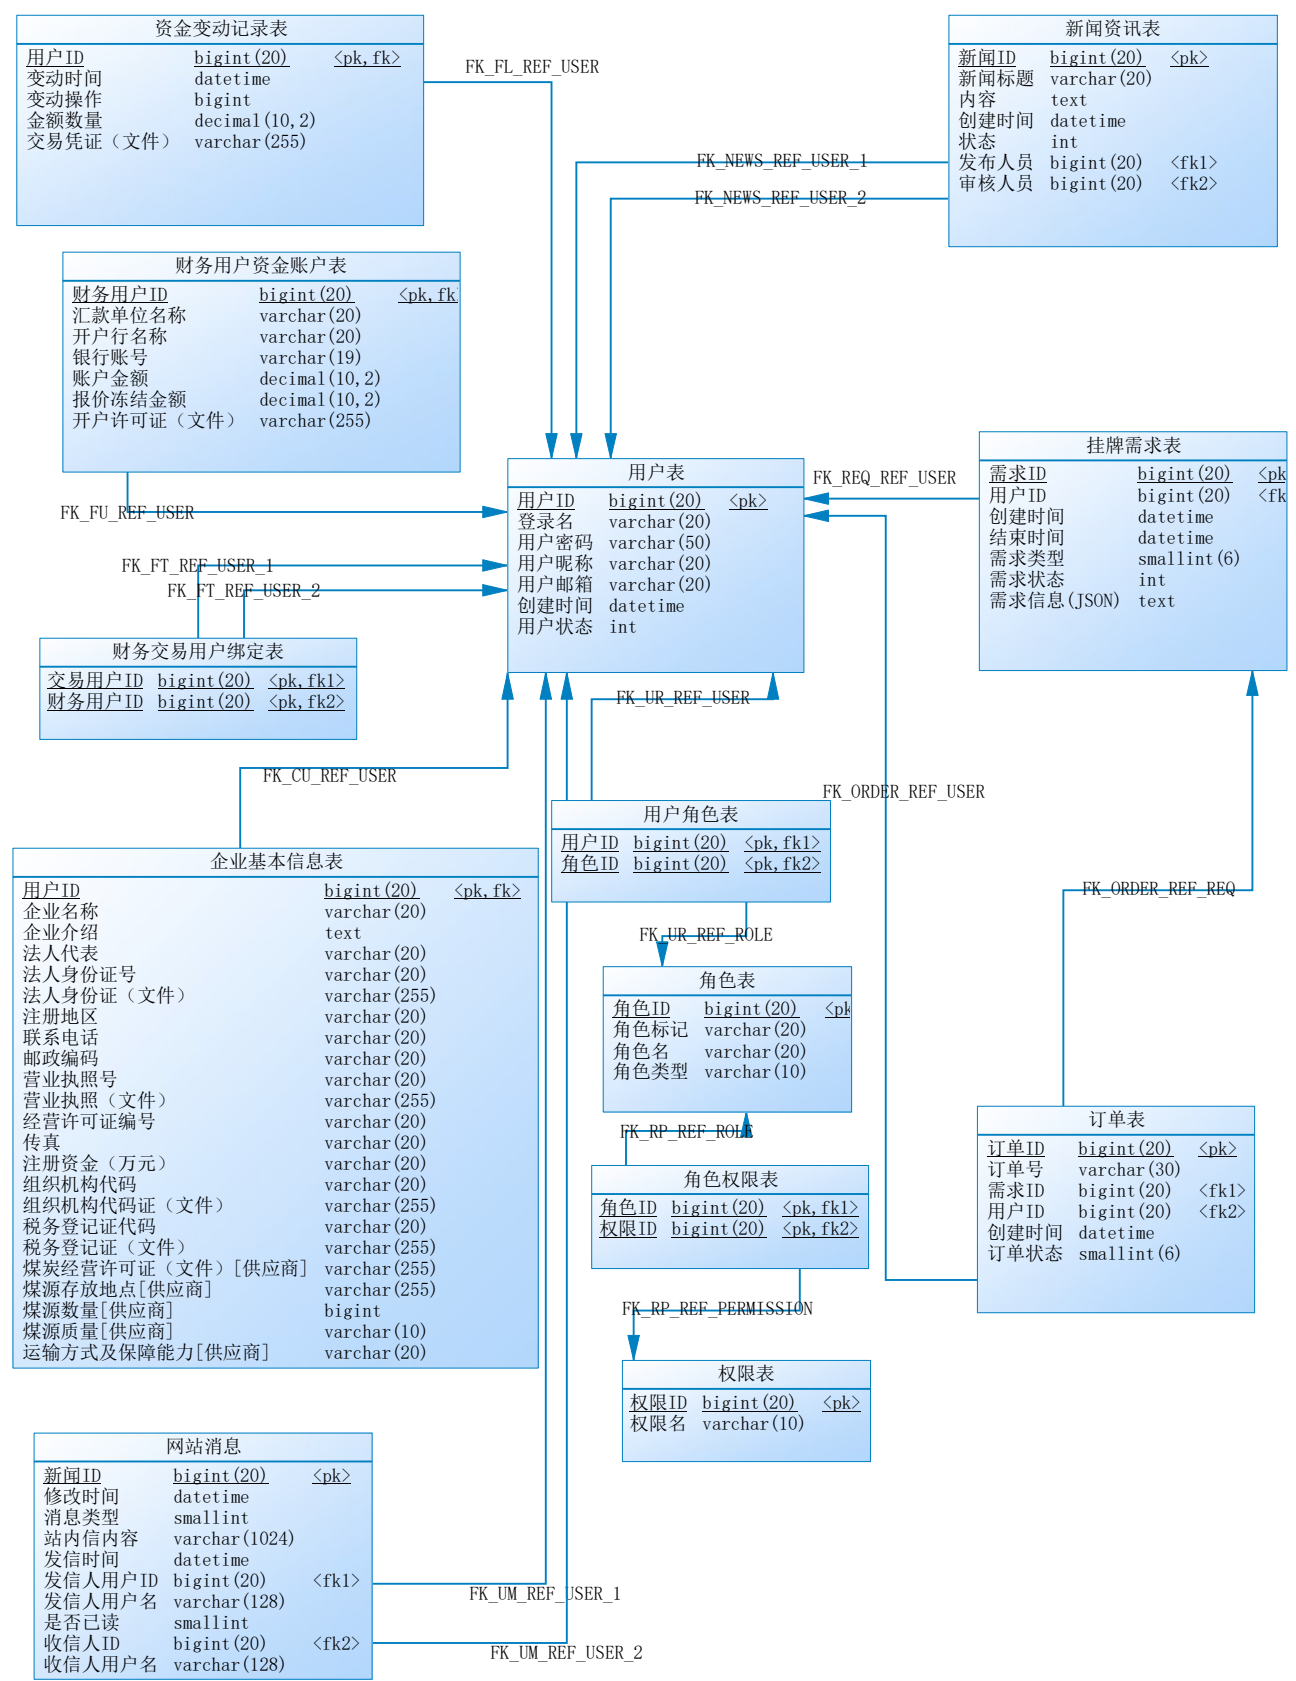 资金变动记录表
用户ID bigint(20) <pk,fk>
变动时间 datetime
变动操作 bigint
金额数量 decimal(10,2)
交易凭证（文件） varchar(255)
FK_FL_REF_USER
新闻资讯表
新闻ID bigint(20) <pk>
新闻标题 varchar(20)
内容 text
创建时间 datetime
状态 int
发布人员 bigint(20) <fk1>
审核人员 bigint(20) <fk2>
FK_NEWS_REF_USER_1
FK_NEWS_REF_USER_2
财务用户资金账户表
财务用户ID bigint(20) <pk,fk
汇款单位名称 varchar(20)
开户行名称 varchar(20)
银行账号 varchar(19)
账户金额 decimal(10,2)
报价冻结金额 decimal(10,2)
开户许可证（文件） varchar(255)
FK_FU_REF_USER
用户表
用户ID bigint(20) <pk>
登录名 varchar(20)
用户密码 varchar(50)
用户昵称 varchar(20)
用户邮箱 varchar(20)
创建时间 datetime
用户状态 int
FK_REQ_REF_USER
挂牌需求表
需求ID bigint(20) <pk
用户ID bigint(20) <fk
创建时间 datetime
结束时间 datetime
需求类型 smallint(6)
需求状态 int
需求信息(JSON) text
FK_FT_REF_USER_1
FK_FT_REF_USER_2
财务交易用户绑定表
交易用户ID bigint(20) <pk,fk1>
财务用户ID bigint(20) <pk,fk2>
FK_UR_REF_USER
FK_CU_REF_USER
FK_ORDER_REF_USER
用户角色表
用户ID bigint(20) <pk,fk1>
角色ID bigint(20) <pk,fk2>
FK_ORDER_REF_REQ
企业基本信息表
用户ID bigint(20) <pk,fk>
企业名称 varchar(20)
企业介绍 text
法人代表 varchar(20)
法人身份证号 varchar(20)
法人身份证（文件） varchar(255)
注册地区 varchar(20)
联系电话 varchar(20)
邮政编码 varchar(20)
营业执照号 varchar(20)
营业执照（文件） varchar(255)
经营许可证编号 varchar(20)
传真 varchar(20)
注册资金（万元） varchar(20)
组织机构代码 varchar(20)
组织机构代码证（文件） varchar(255)
税务登记证代码 varchar(20)
税务登记证（文件） varchar(255)
煤炭经营许可证（文件）[供应商] varchar(255)
煤源存放地点[供应商] varchar(255)
煤源数量[供应商] bigint
煤源质量[供应商] varchar(10)
运输方式及保障能力[供应商] varchar(20)
FK_UR_REF_ROLE
角色表
角色ID bigint(20) <pk
角色标记 varchar(20)
角色名 varchar(20)
角色类型 varchar(10)
FK_RP_REF_ROLE
角色权限表
角色ID bigint(20) <pk,fk1>
权限ID bigint(20) <pk,fk2>
FK_RP_REF_PERMISSION
订单表
订单ID bigint(20) <pk>
订单号 varchar(30)
需求ID bigint(20) <fk1>
用户ID bigint(20) <fk2>
创建时间 datetime
订单状态 smallint(6)
权限表
权限ID bigint(20) <pk>
权限名 varchar(10)
网站消息
新闻ID bigint(20) <pk>
修改时间 datetime
消息类型 smallint
站内信内容 varchar(1024)
发信时间 datetime
发信人用户ID bigint(20) <fk1>
发信人用户名 varchar(128)
是否已读 smallint
收信人ID bigint(20) <fk2>
收信人用户名 varchar(128)
FK_UM_REF_USER_1
FK_UM_REF_USER_2